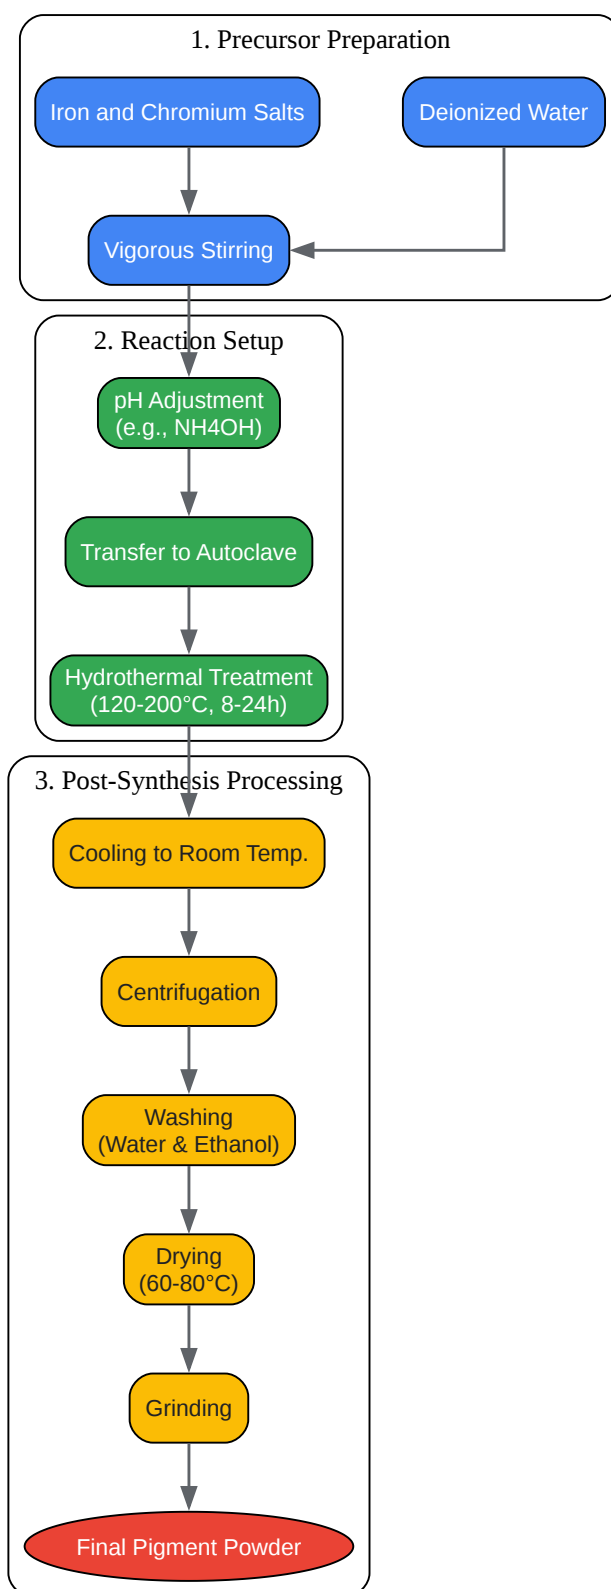 1. Precursor Preparation
Iron and Chromium Salts
Deionized Water
Vigorous Stirring
2. Reaction Setup
pH Adjustment
(e.g., NH4OH)
Transfer to Autoclave
Hydrothermal Treatment
(120-200°C, 8-24h)
3. Post-Synthesis Processing
Cooling to Room Temp.
Centrifugation
Washing
(Water & Ethanol)
Drying
(60-80°C)
Grinding
Final Pigment Powder